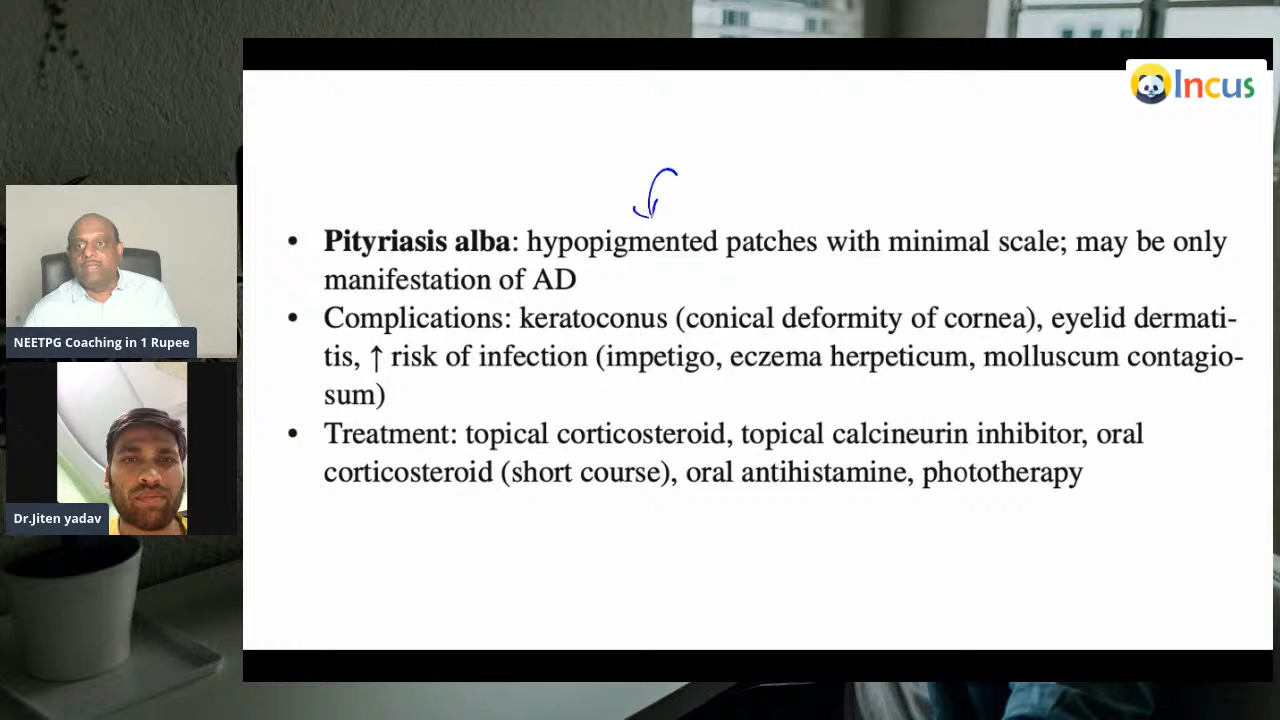 Incus
• Pityriasis alba: hypopigmented patches with minimal scale; may be only
manifestation of AD
• Complications: keratoconus (conical deformity of cornea), eyelid dermati-
tis, ↑ risk of infection (impetigo, eczema herpeticum, molluscum contagio-
sum)
• Treatment: topical corticosteroid, topical calcineurin inhibitor, oral
corticosteroid (short course), oral antihistamine, phototherapy
NEETPG Coaching in 1 Rupee
Dr.Jiten yadav